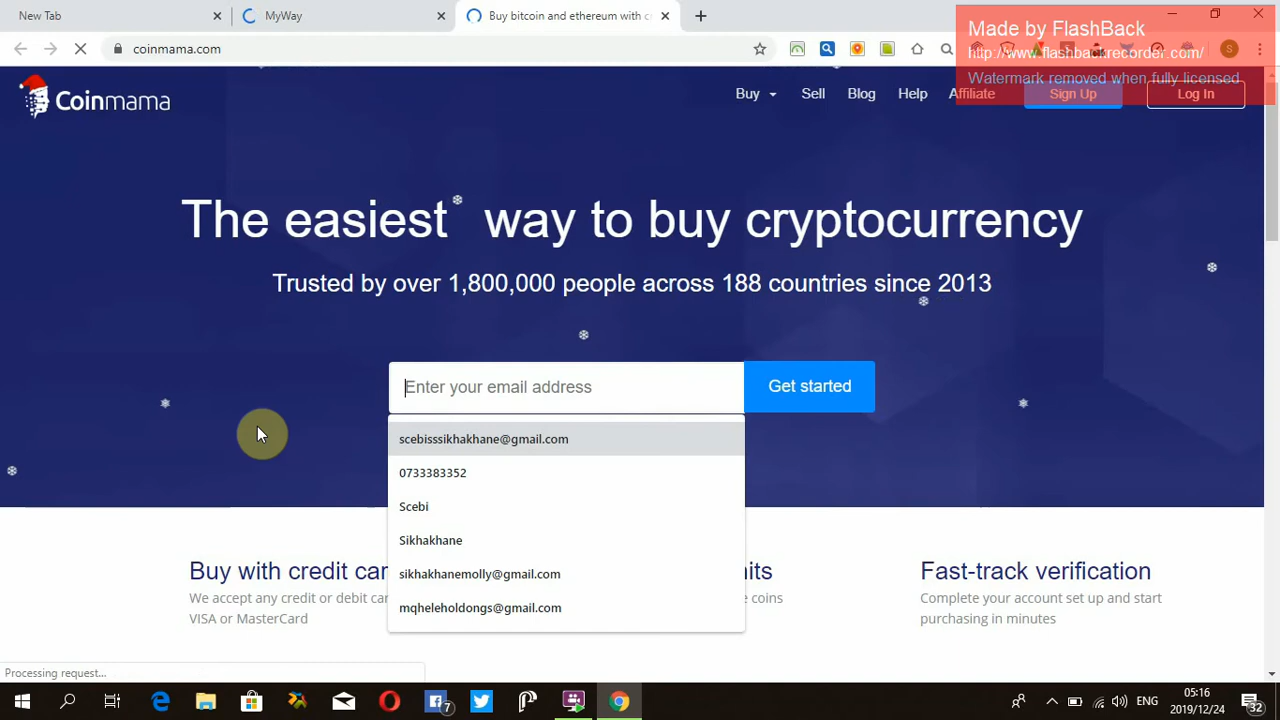 New Tab
MyWay
Buy bitcoin and ethereum with c
Made by FlashBack
http://www.flashbackrecorder.com/
Watermark removed when fully licensed
coinmama.com
S
Coinmama
Buy
Sell
Blog
Help
Affiliate
Sign Up
Log In
The easiest way to buy cryptocurrency
Trusted by over 1,800,000 people across 188 countries since 2013
Enter your email address
Get started
scebisssikhakhane@gmail.com
0733383352
Scebi
Sikhakhane
sikhakhanemolly@gmail.com
mqheleholdongs@gmail.com
Buy with credit car
We accept any credit or debit car
VISA or MasterCard
its
e coins
Fast-track verification
Complete your account set up and start
purchasing in minutes
Processing request...
7
ENG
05:16
2019/12/24
32